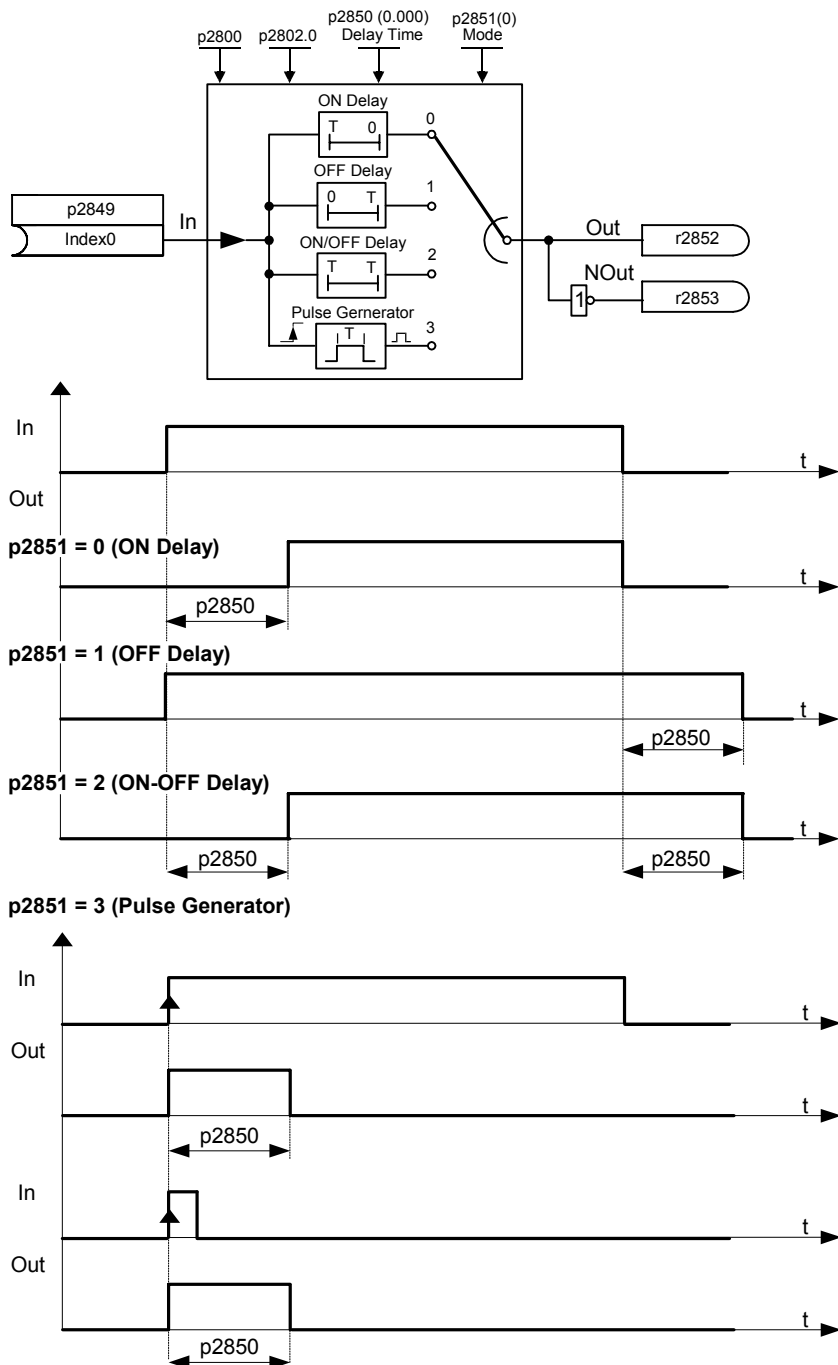 p2800
p2802.0
p2850 (0.000)
Delay Time
p2851(0)
Mode
ON Delay
T 0
0
OFF Delay
0 T
1
ON/OFF Delay
T T
2
Pulse Gernerator
T
3
p2849
Index0
In
Out
r2852
NOut
1
r2853
In
t
Out
p2851 = 0 (ON Delay)
t
p2850
p2851 = 1 (OFF Delay)
t
p2850
p2851 = 2 (ON-OFF Delay)
t
p2850
p2850
p2851 = 3 (Pulse Generator)
In
t
Out
t
p2850
In
t
Out
t
p2850